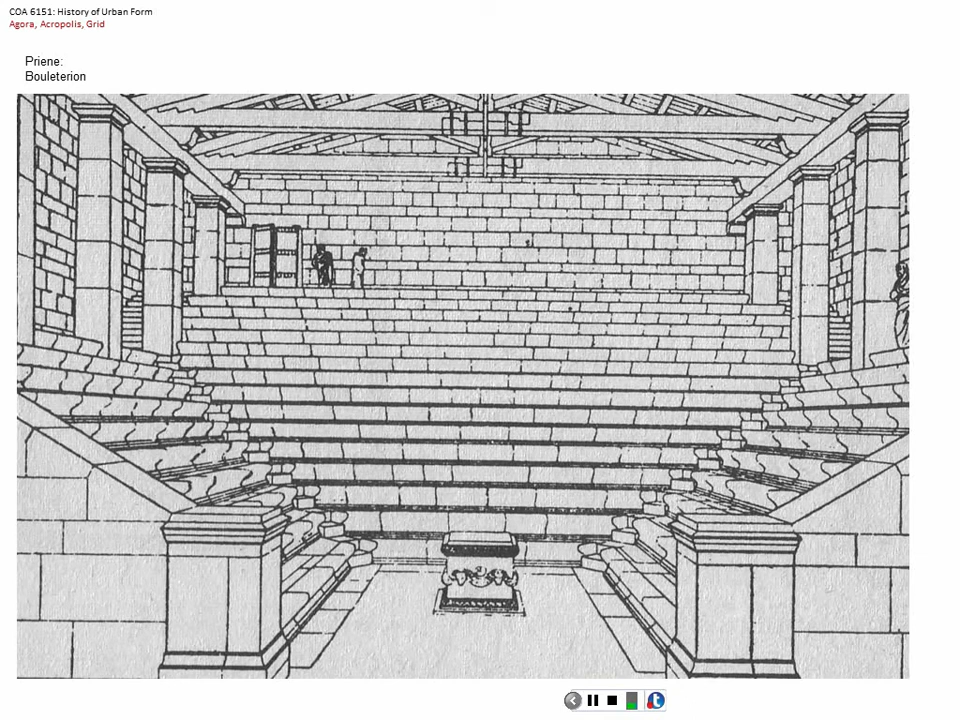 COA 6151: History of Urban Form
Agora, Acropolis, Grid
Priene:
Bouleterion